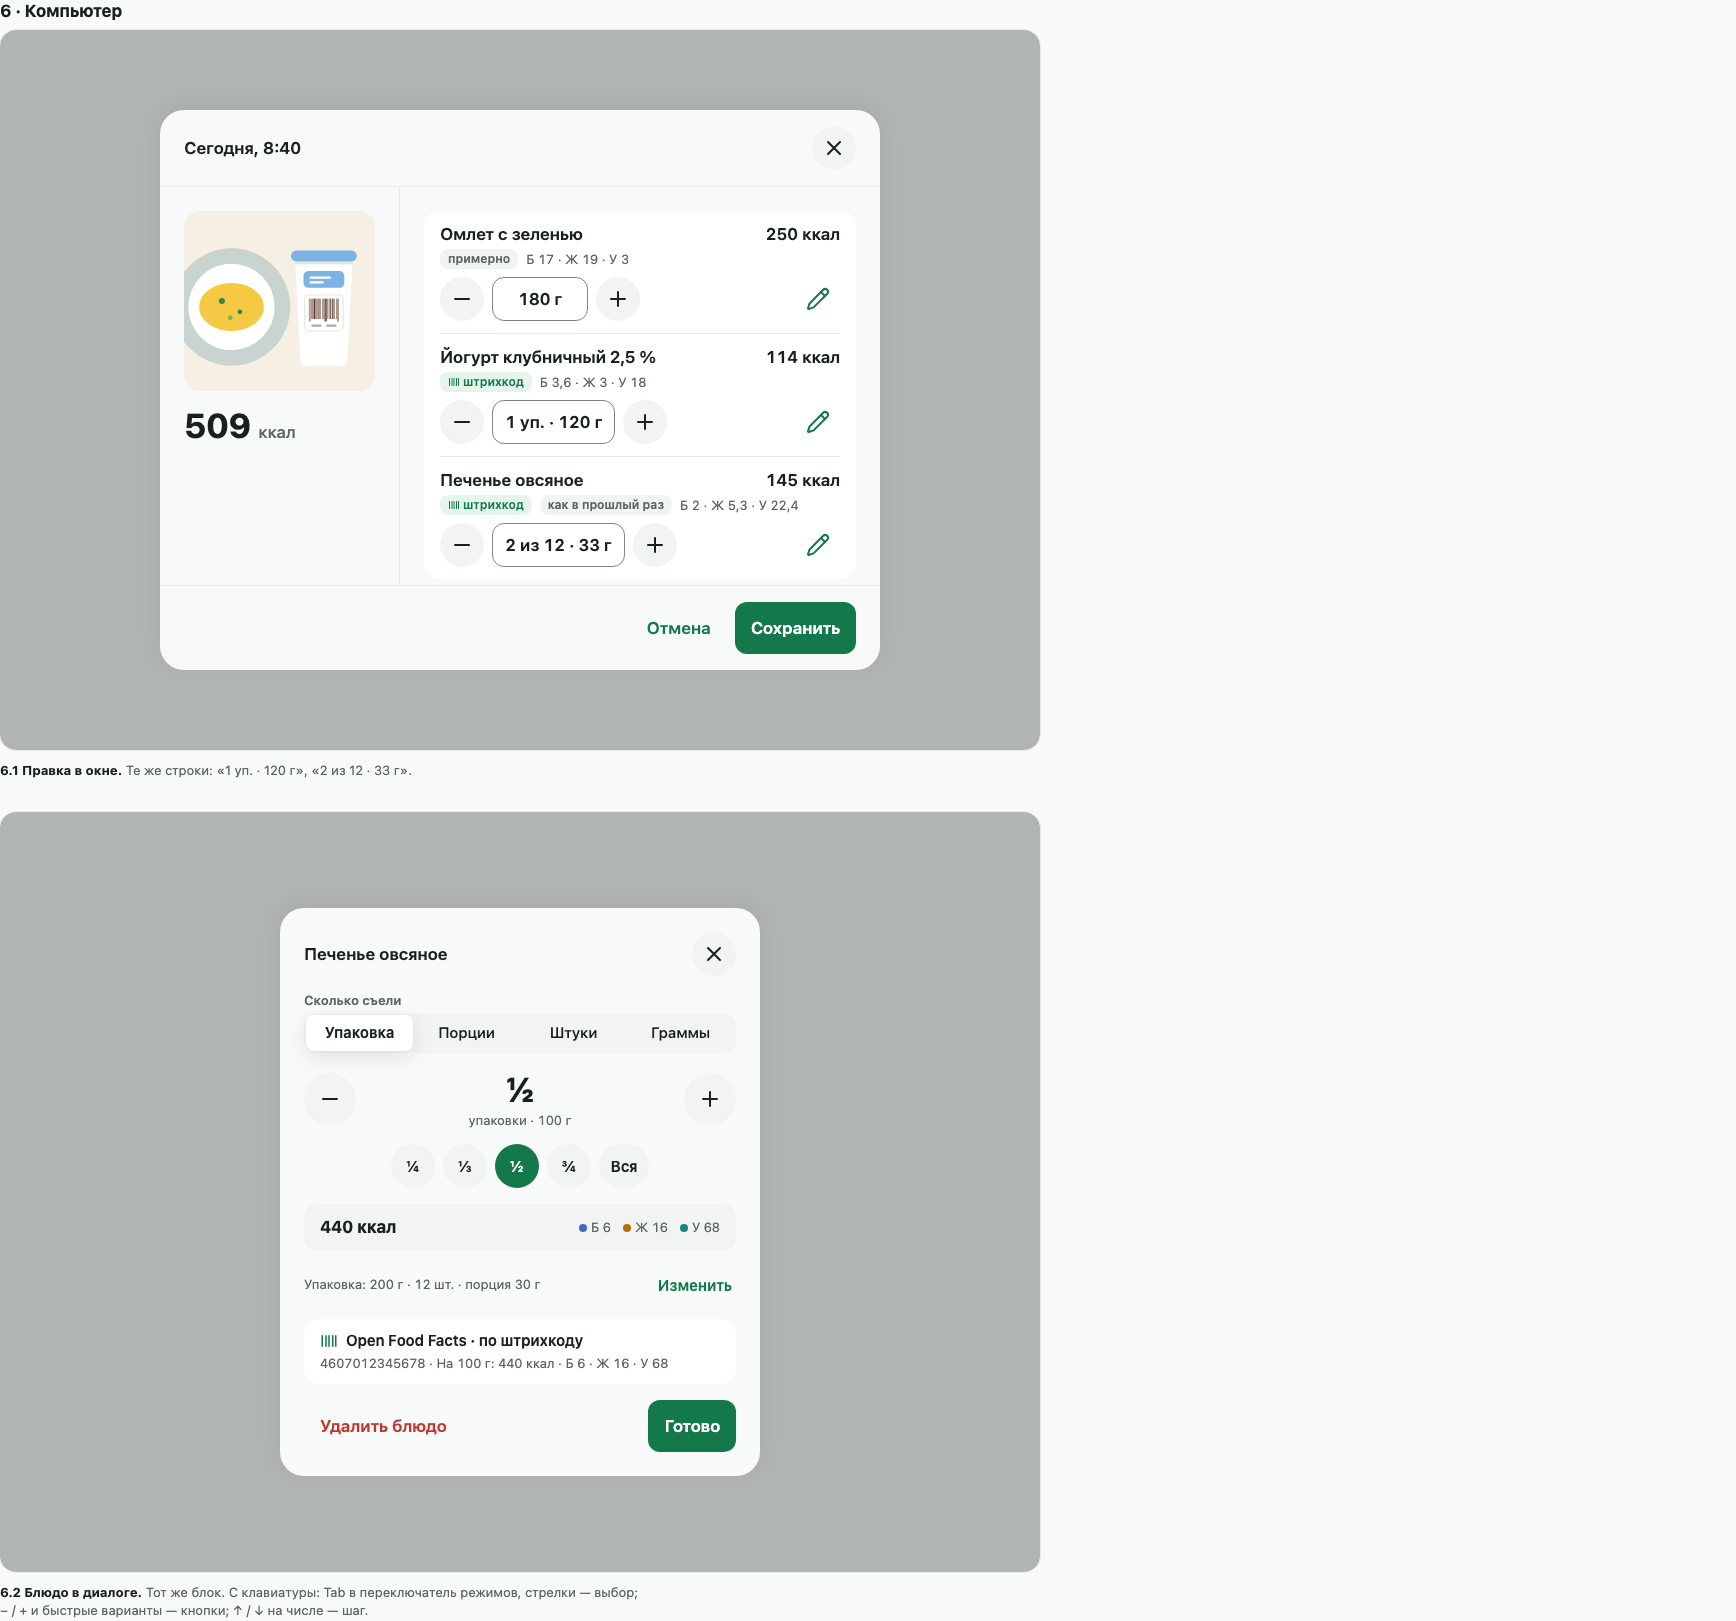 6 · Компьютер
Сегодня, 8:40
Омлет с зеленью
250 ккал
примерно Б 17 · Ж 19 · У 3
180 г
Йогурт клубничный 2,5 %
114 ккал
штрихкод Б 3,6 · Ж 3 · У 18
1 уп. · 120 г
Печенье овсяное
145 ккал
штрихкод как в прошлый раз Б 2 · Ж 5,3 · У 22,4
2 из 12 · 33 г
509 ккал
Отмена
Сохранить
6.1 Правка в окне. Те же строки: «1 уп. · 120 г», «2 из 12 · 33 г».
Печенье овсяное
Сколько съели
Упаковка Порции Штуки Граммы
½
упаковки · 100 г
¼ ⅓ ½ ¾ Вся
440 ккал
Б 6 Ж 16 У 68
Упаковка: 200 г · 12 шт. · порция 30 г
Изменить
Open Food Facts · по штрихкоду
4607012345678 · На 100 г: 440 ккал · Б 6 · Ж 16 · У 68
Удалить блюдо
Готово
6.2 Блюдо в диалоге. Тот же блок. С клавиатуры: Tab в переключатель режимов, стрелки — выбор;
− / + и быстрые варианты — кнопки; ↑ / ↓ на числе — шаг.